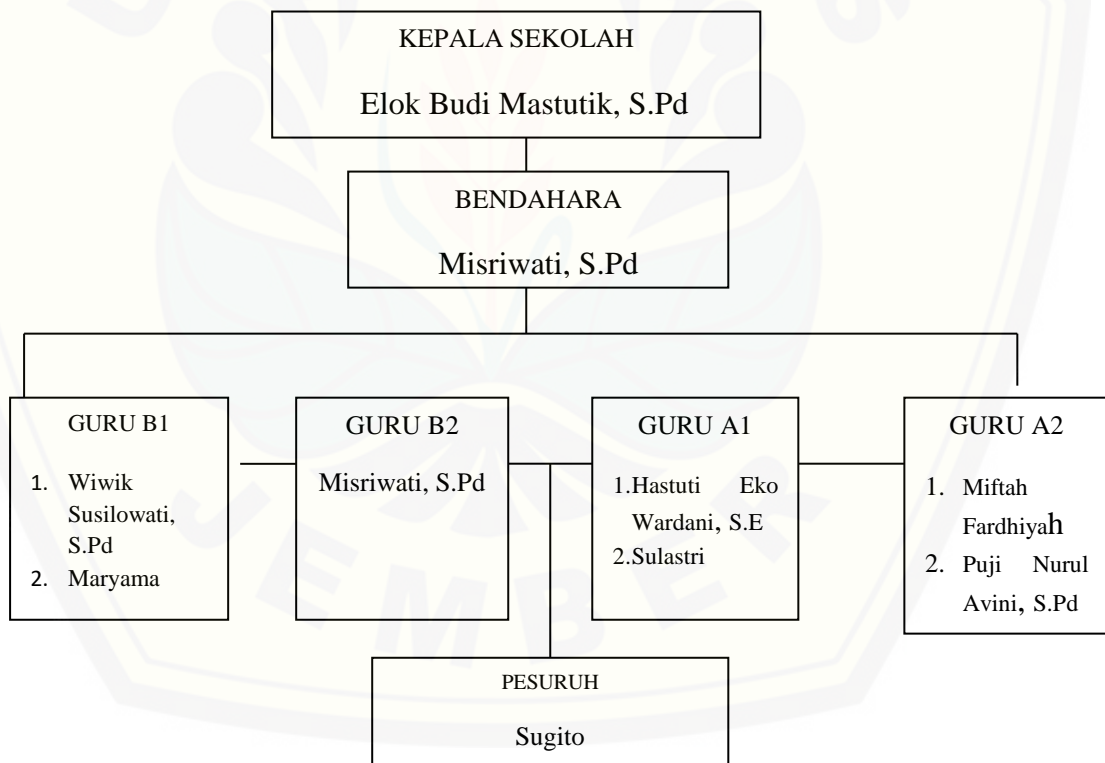 KEPALA SEKOLAH
Elok Budi Mastutik, S.Pd
BENDAHARA
Misriwati, S.Pd
GURU B1
1. Wiwik
Susilowati,
S.Pd
2. Maryama
GURU B2
Misriwati, S.Pd
GURU A1
1.Hastuti Eko
Wardani, S.E
2.Sulastri
GURU A2
1. Miftah
Fardhiyah
2. Puji Nurul
Avini, S.Pd
PESURUH
Sugito
JEMBER